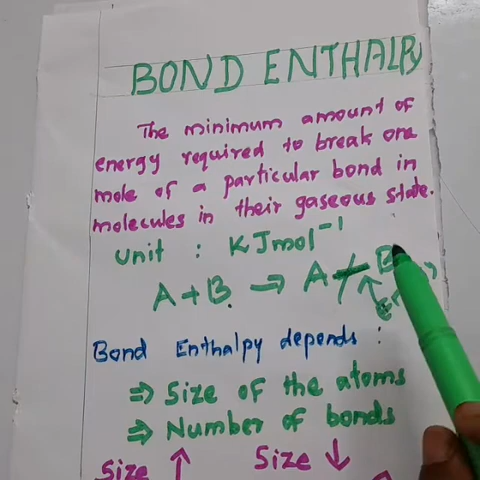 BOND ENTHALPY
The minimum amount of
energy required to break one
mole of a particular bond in
molecules in their gaseous state.
Unit : KJmol⁻¹
A + B → A - B
Bond Enthalpy depends :
⇒ Size of the atoms
⇒ Number of bonds
Size ↑ Size ↓